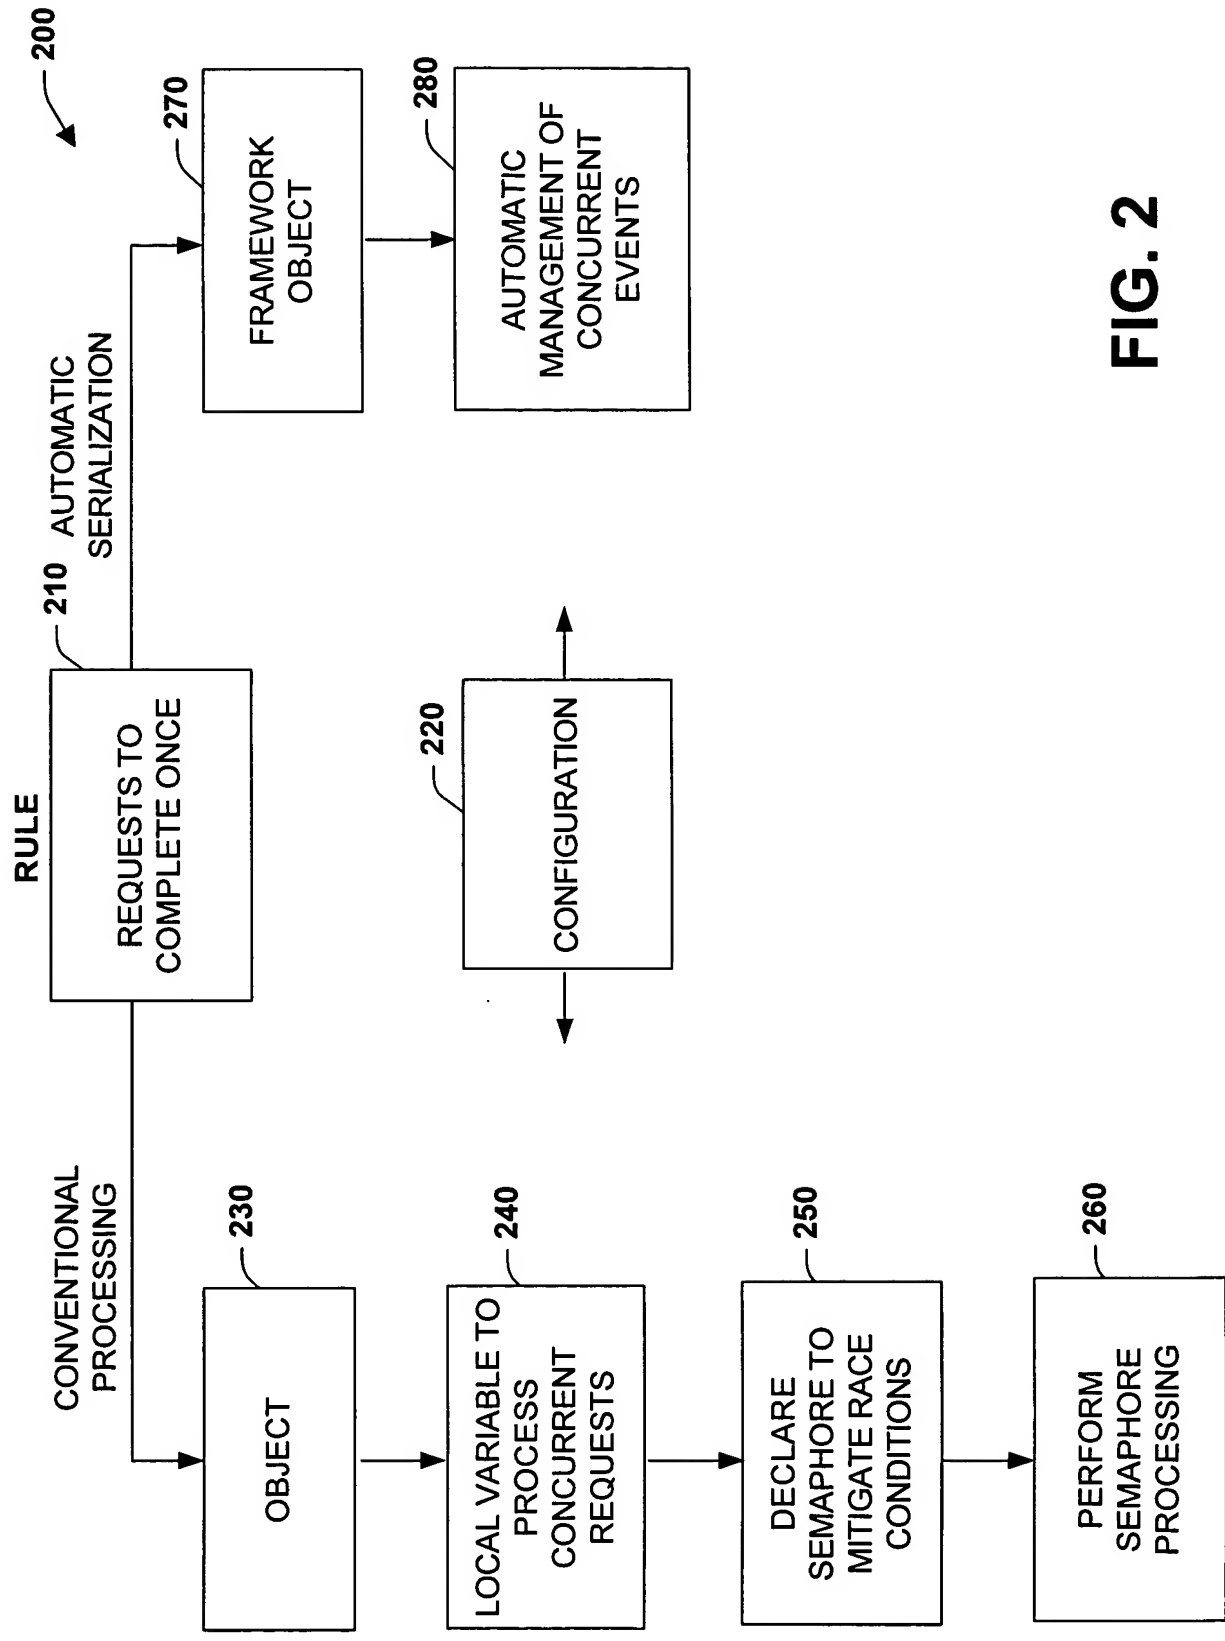 200
RULE
CONVENTIONAL
PROCESSING
210
AUTOMATIC
SERIALIZATION
REQUESTS TO
COMPLETE ONCE
230
OBJECT
270
FRAMEWORK
OBJECT
240
LOCAL VARIABLE TO
PROCESS
CONCURRENT
REQUESTS
220
CONFIGURATION
280
AUTOMATIC
MANAGEMENT OF
CONCURRENT
EVENTS
250
DECLARE
SEMAPHORE TO
MITIGATE RACE
CONDITIONS
260
PERFORM
SEMAPHORE
PROCESSING
FIG. 2